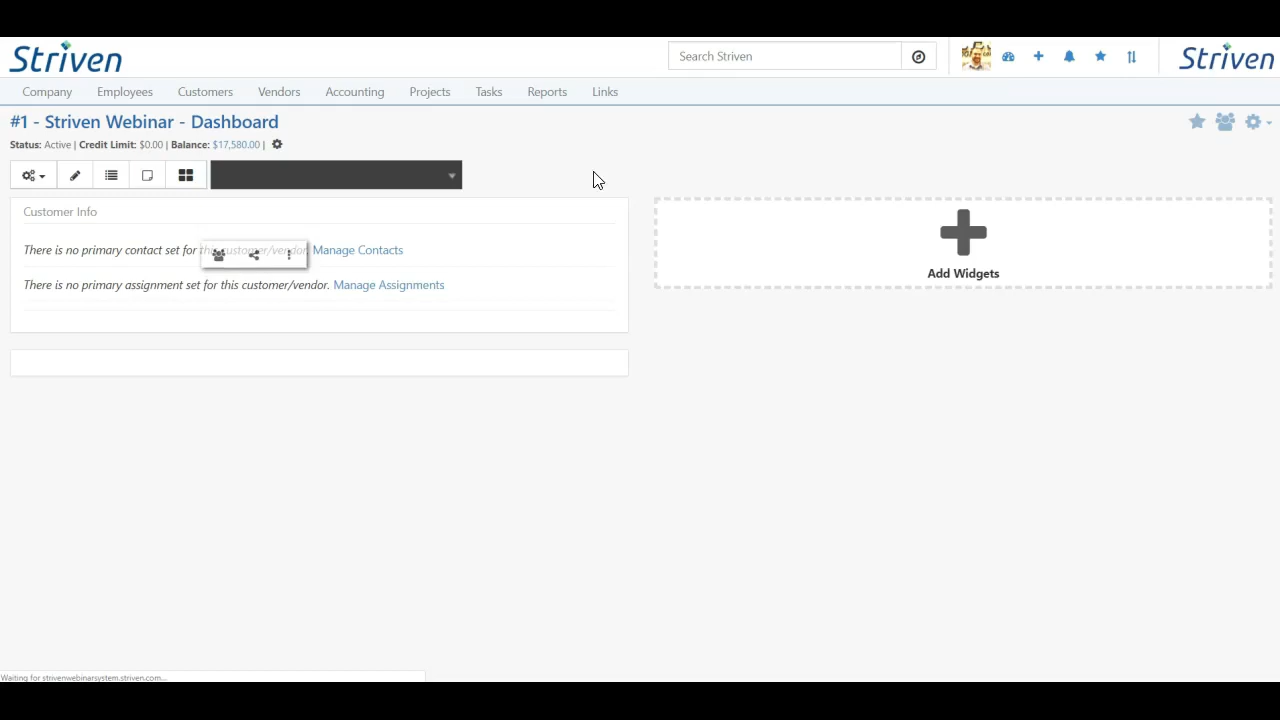 Striven
Search Striven
Striven
Company Employees Customers Vendors Accounting Projects Tasks Reports Links
#1 - Striven Webinar - Dashboard
Status: Active | Credit Limit: $0.00 | Balance: $17,580.00 |
Customer Info
There is no primary contact set for this customer/vendor. Manage Contacts
There is no primary assignment set for this customer/vendor. Manage Assignments
Add Widgets
Waiting for strivenwebinarsystem.striven.com...